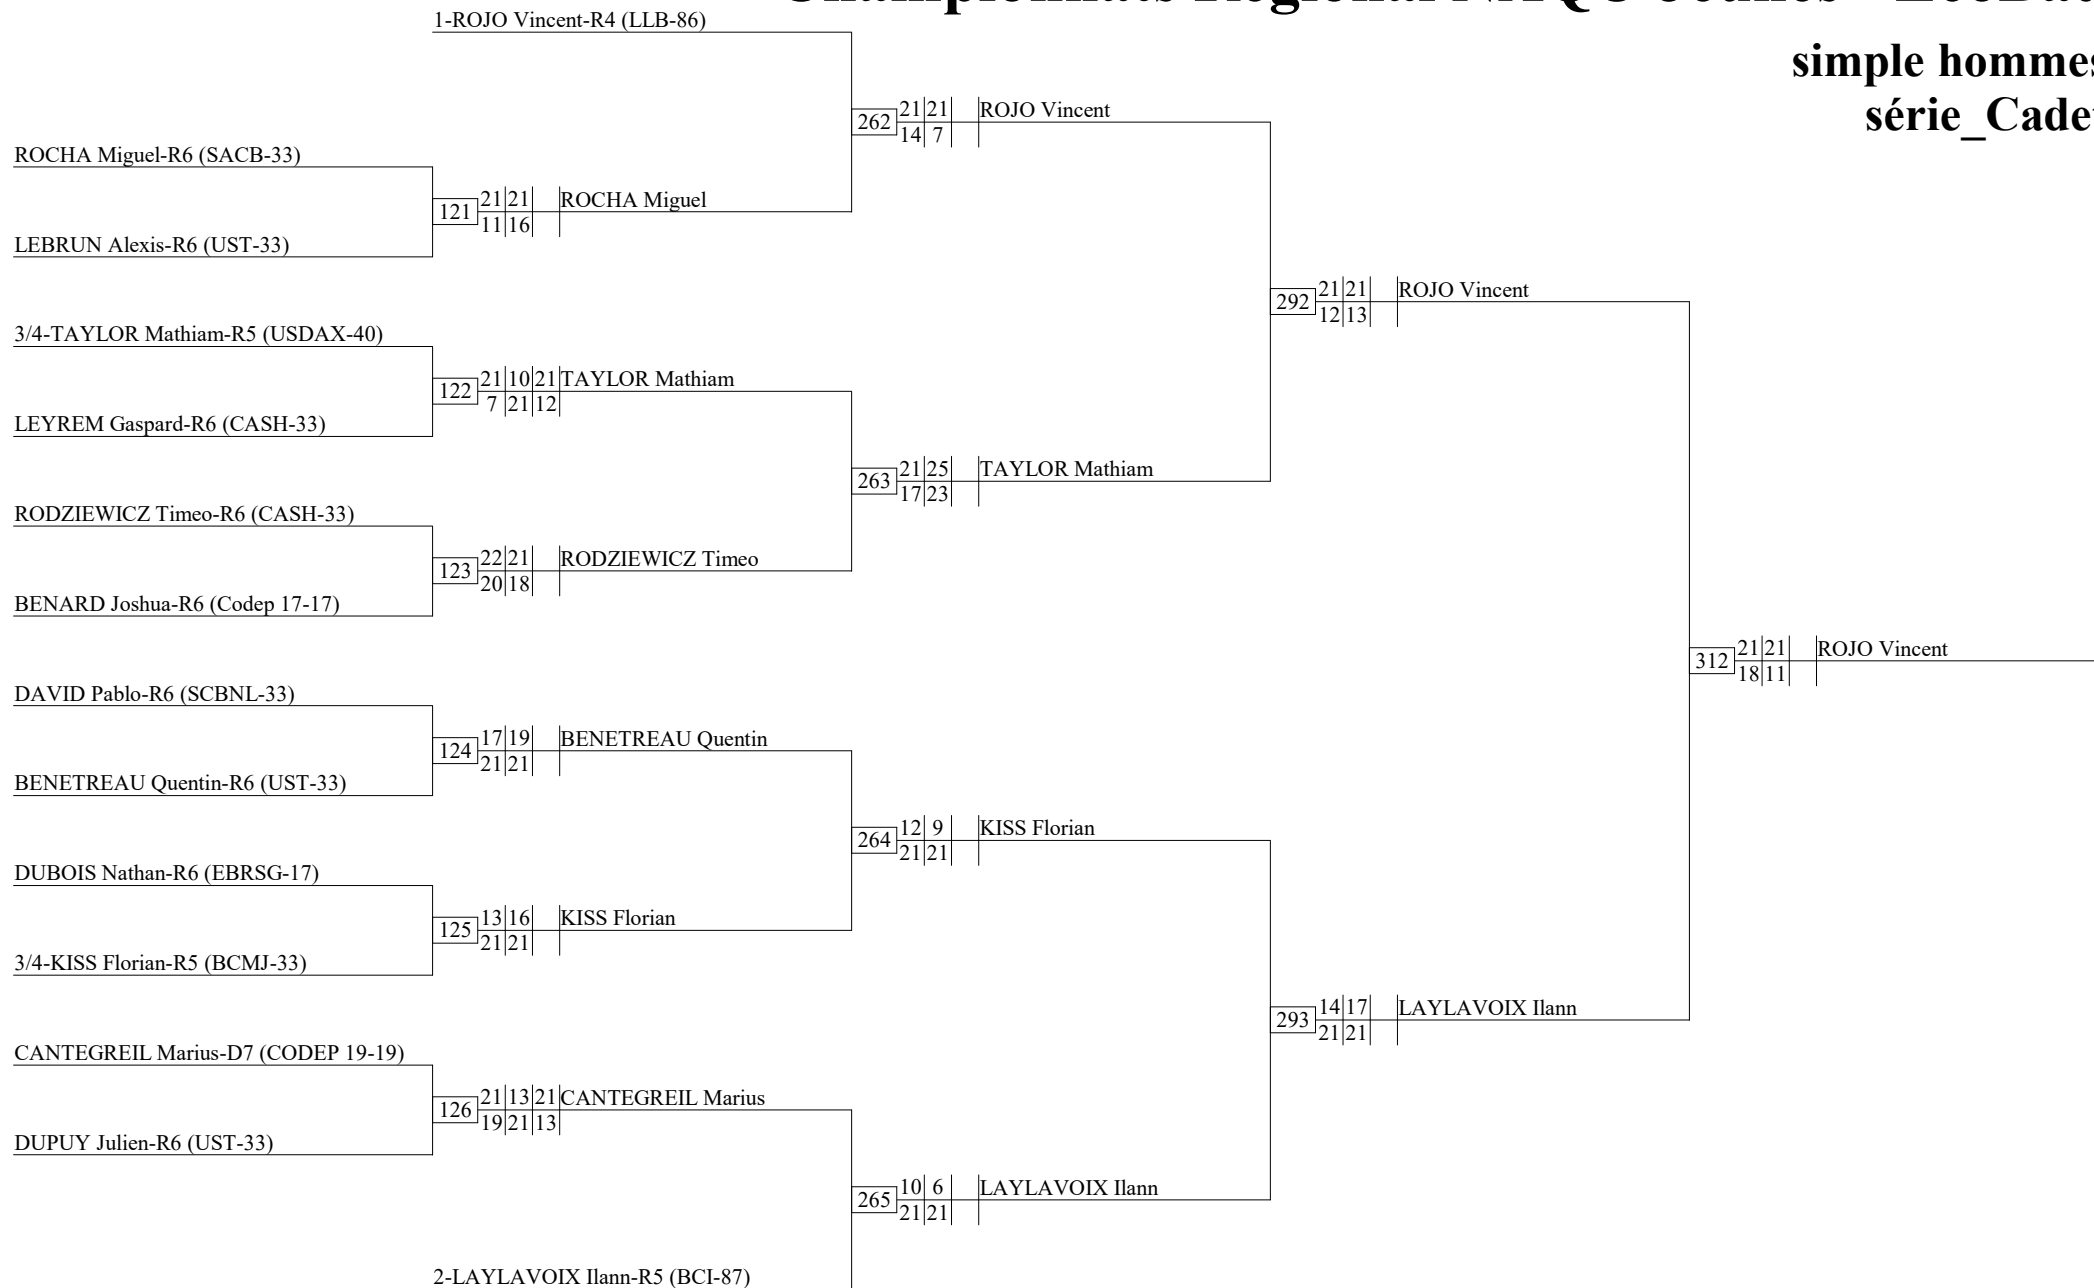 1-ROJO Vincent-R4 (LLB-86)
simple hommes
série_Cadet
21 21
262
14 7
ROJO Vincent
ROCHA Miguel-R6 (SACB-33)
21 21
121
11 16
ROCHA Miguel
LEBRUN Alexis-R6 (UST-33)
21 21
292
12 13
ROJO Vincent
3/4-TAYLOR Mathiam-R5 (USDAX-40)
21 10 21
122
7 21 12
TAYLOR Mathiam
LEYREM Gaspard-R6 (CASH-33)
21 25
263
17 23
TAYLOR Mathiam
RODZIEWICZ Timeo-R6 (CASH-33)
22 21
123
20 18
RODZIEWICZ Timeo
BENARD Joshua-R6 (Codep 17-17)
21 21
312
18 11
ROJO Vincent
DAVID Pablo-R6 (SCBNL-33)
17 19
124
21 21
BENETREAU Quentin
BENETREAU Quentin-R6 (UST-33)
12 9
264
21 21
KISS Florian
DUBOIS Nathan-R6 (EBRSG-17)
13 16
125
21 21
KISS Florian
3/4-KISS Florian-R5 (BCMJ-33)
14 17
293
21 21
LAYLAVOIX Ilann
CANTEGREIL Marius-D7 (CODEP 19-19)
21 13 21
126
19 21 13
CANTEGREIL Marius
DUPUY Julien-R6 (UST-33)
10 6
265
21 21
LAYLAVOIX Ilann
2-LAYLAVOIX Ilann-R5 (BCI-87)